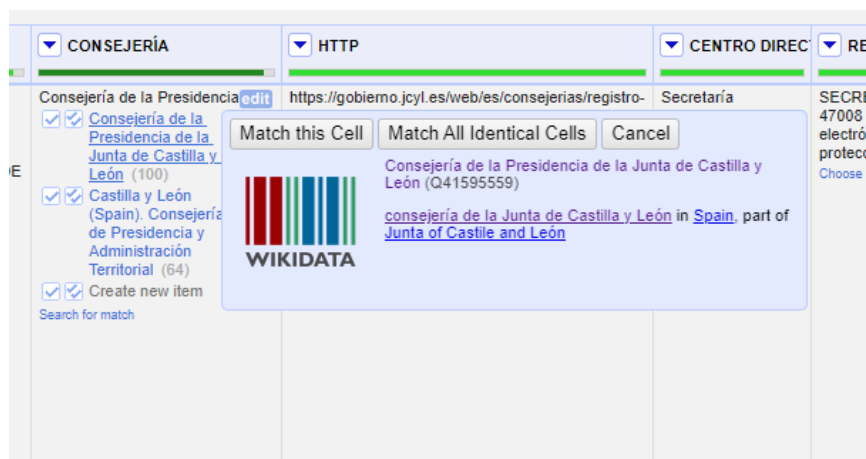 CONSEJERÍA
HTTP
CENTRO DIREC
RE
Consejería de la Presidencia edit
Consejería de la
Presidencia de la
Junta de Castilla y
León (100)
Castilla y León
(Spain). Consejería
de Presidencia y
Administración
Territorial (64)
Create new item
Search for match
https://gobierno.jcyl.es/web/es/consejerias/registro-
Match this Cell
Match All Identical Cells
Cancel
WIKIDATA
Consejería de la Presidencia de la Junta de Castilla y
León (Q41595559)
consejería de la Junta de Castilla y León in Spain, part of
Junta of Castile and León
Secretaría
SECRE
47008
electró
protecc
Choose
DE